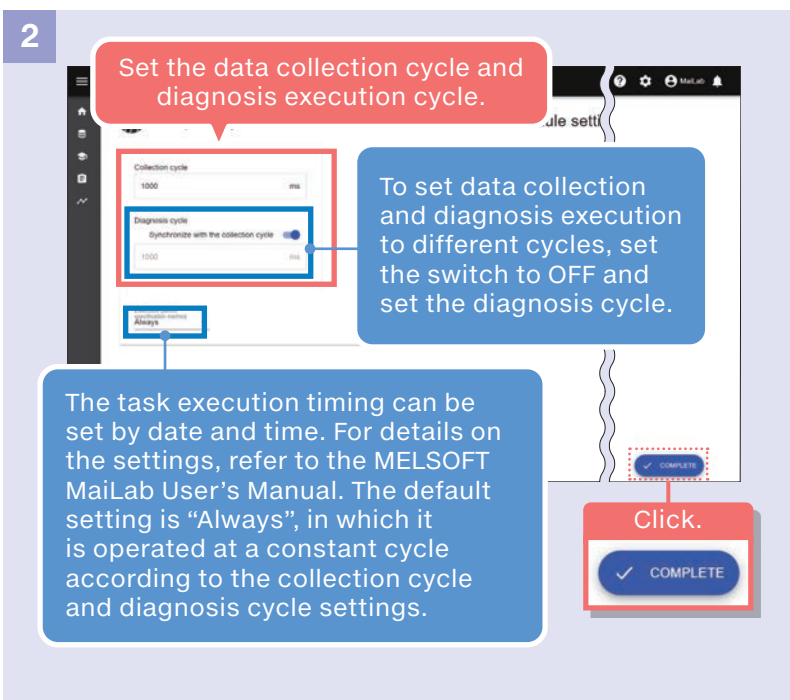 2
Set the data collection cycle and
diagnosis execution cycle.
MaiLab
ule setti
Collection cycle
1000 ms
Diagnosis cycle
Synchronize with the collection cycle
1000 ms
To set data collection
and diagnosis execution
to different cycles, set
the switch to OFF and
set the diagnosis cycle.
Always
The task execution timing can be
set by date and time. For details on
the settings, refer to the MELSOFT
MaiLab User’s Manual. The default
setting is “Always”, in which it
is operated at a constant cycle
according to the collection cycle
and diagnosis cycle settings.
COMPLETE
Click.
COMPLETE